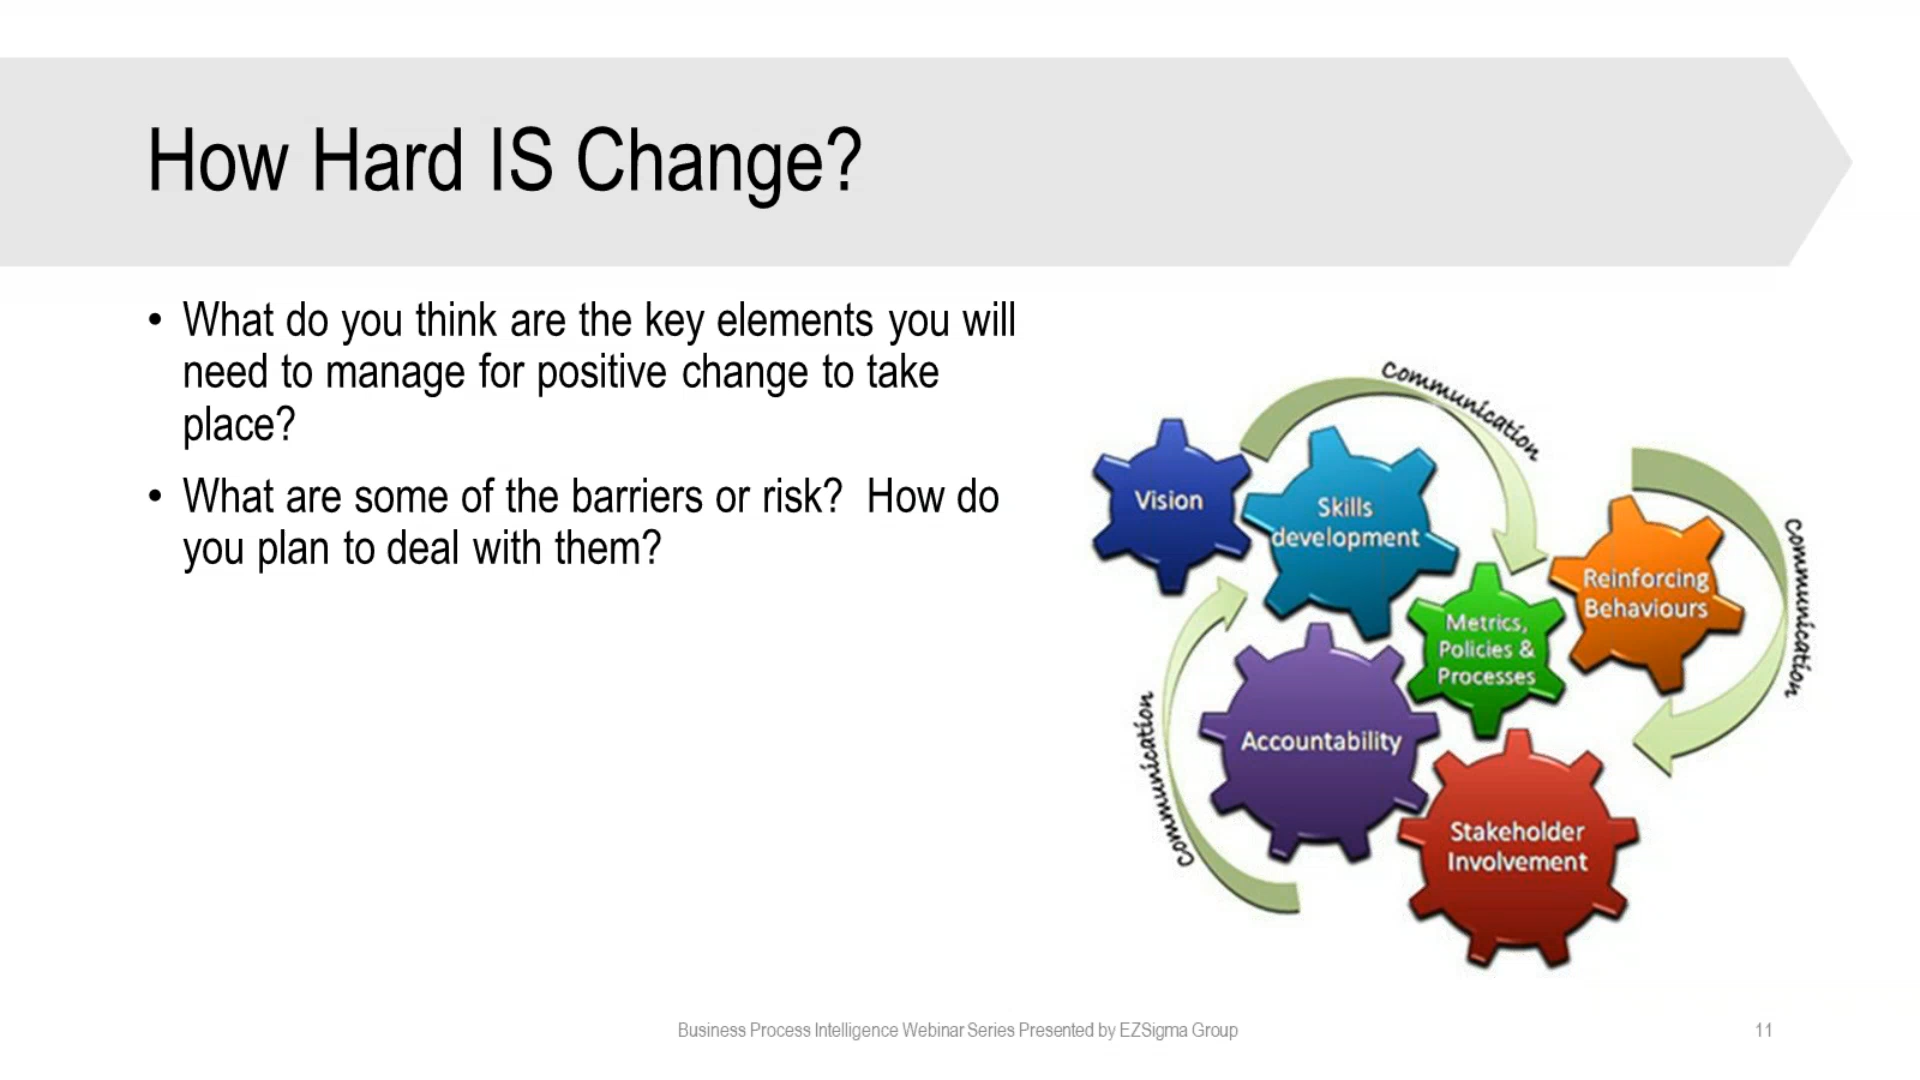 How Hard IS Change?
• What do you think are the key elements you will
need to manage for positive change to take
place?
• What are some of the barriers or risk?  How do
you plan to deal with them?
Communication
Vision
Skills
development
Communication
Reinforcing
Behaviours
Metrics,
Policies &
Processes
Communication
Accountability
Stakeholder
Involvement
Business Process Intelligence Webinar Series Presented by EZSigma Group
11